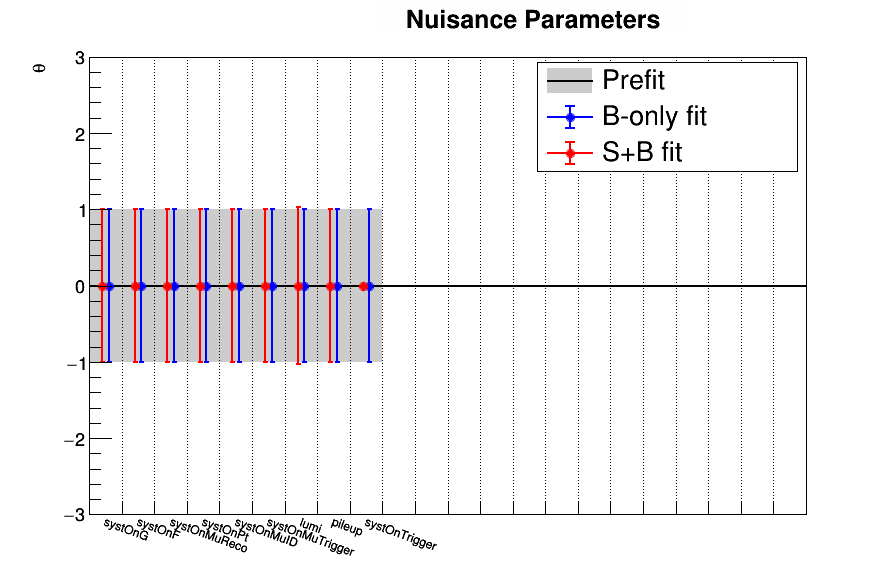 Nuisance Parameters
θ
3
2
1
0
−1
−2
−3
Prefit
B-only fit
S+B fit
systOnG
systOnF
systOnMuReco
systOnPt
systOnMuID
systOnMuTrigger
lumi
pileup
systOnTrigger